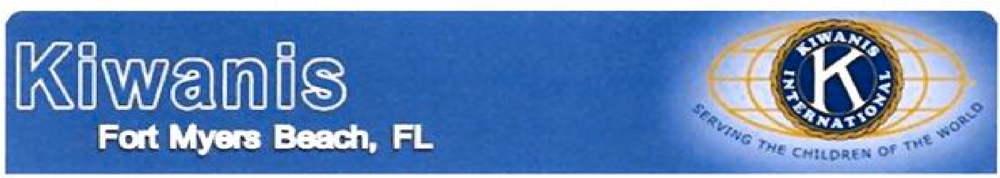 Kiwanis
Fort Myers Beach, FL
KIWANIS
K
INTERNATIONAL
SERVING THE CHILDREN OF THE WORLD